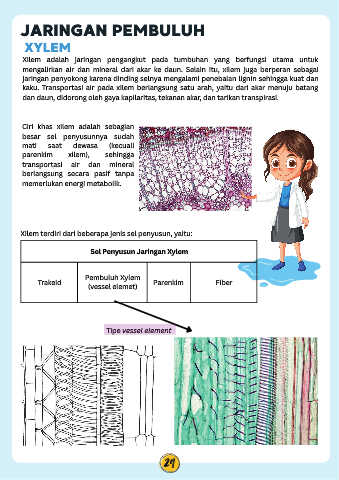 JARINGAN PEMBULUH
XYLEM
Xilem adalah jaringan pengangkut pada tumbuhan yang berfungsi utama untuk
mengalirkan air dan mineral dari akar ke daun. Selain itu, xilem juga berperan sebagai
jaringan penyokong karena dinding selnya mengalami penebalan lignin sehingga kuat dan
kaku. Transportasi air pada xilem berlangsung satu arah, yaitu dari akar menuju batang
dan daun, didorong oleh gaya kapilaritas, tekanan akar, dan tarikan transpirasi.
Ciri khas xilem adalah sebagian
besar sel penyusunnya sudah
mati saat dewasa (kecuali
parenkim xilem), sehingga
transportasi air dan mineral
berlangsung secara pasif tanpa
memerlukan energi metabolik.
Xilem terdiri dari beberapa jenis sel penyusun, yaitu:
Sel Penyusun Jaringan Xylem
Trakeid
Pembuluh Xylem
(vessel elemet)
Parenkim
Fiber
Tipe vessel element
29